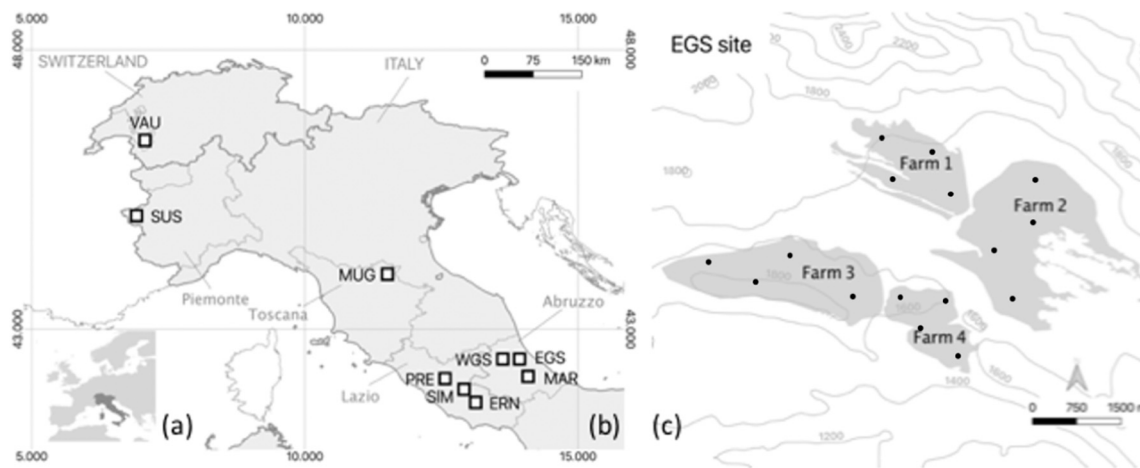 5.000
10.000
15.000
48.000
48.000
SWITZERLAND
ITALY
0 75 150 km
VAU
SUS
MUG
Piemonte
Toscana
Abruzzo
43.000
43.000
WGS
EGS
PRE
MAR
SIM
ERN
Lazio
(a)
(b)
5.000
10.000
15.000
EGS site
2400
2200
2000
1800
1800
1800
Farm 1
Farm 2
Farm 3
1800
1600
Farm 4
1600
1400
1200
0 750 1500 m
(c)